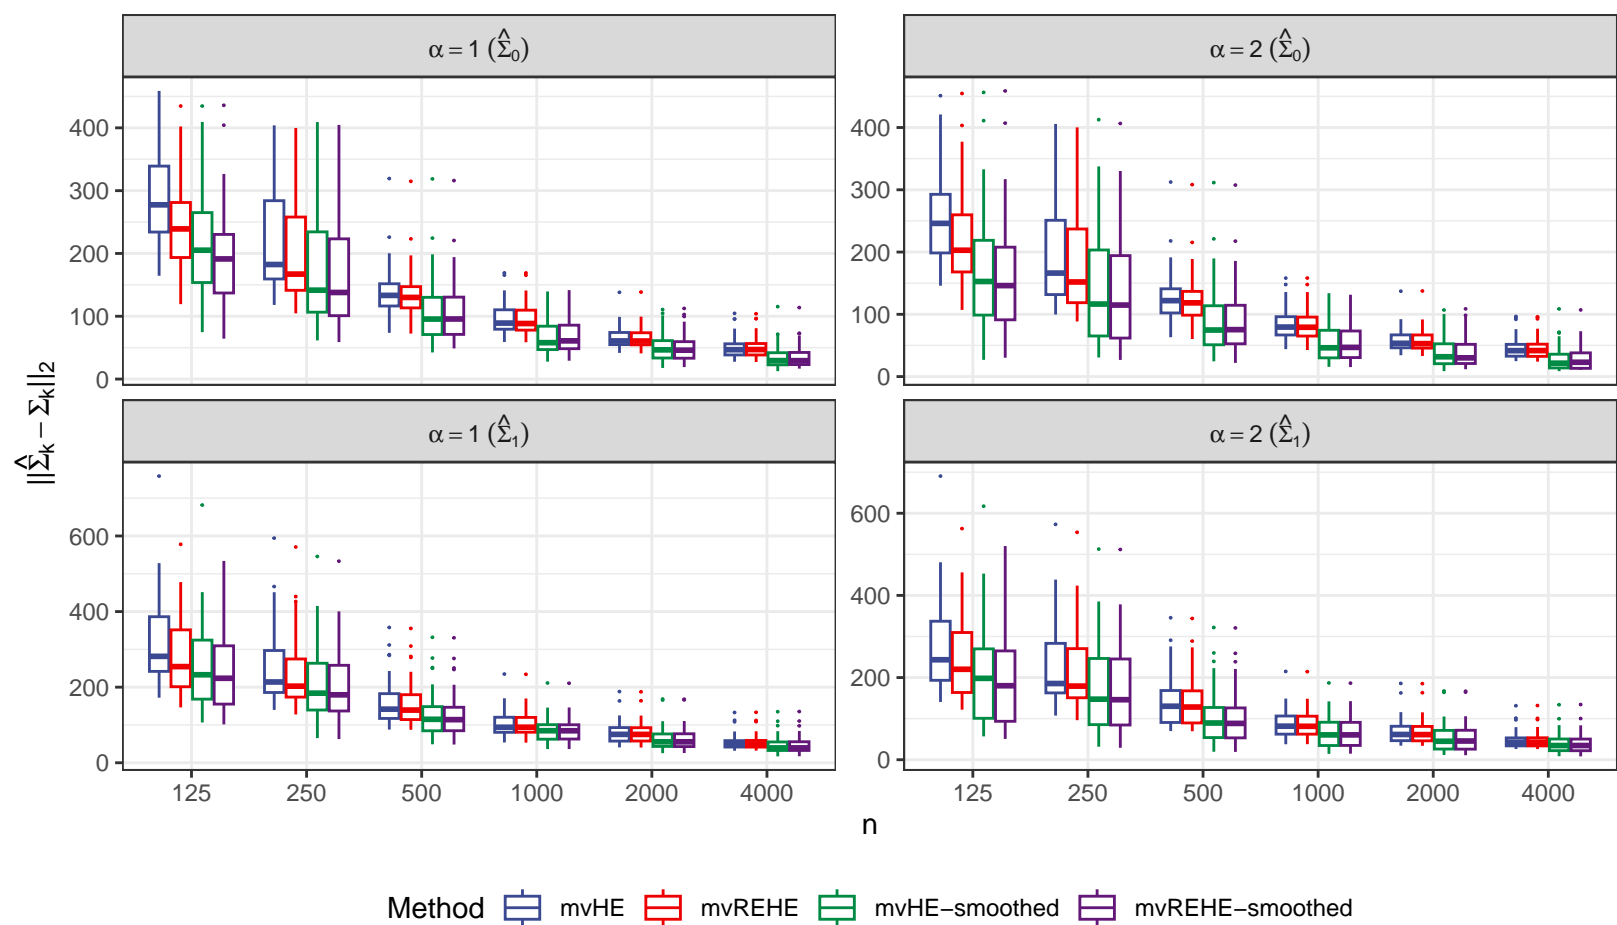 α = 1 (Σ̂₀)
α = 2 (Σ̂₀)
400
300
200
100
0
400
300
200
100
0
||Σ̂ₖ − Σₖ||₂
α = 1 (Σ̂₁)
α = 2 (Σ̂₁)
600
400
200
0
600
400
200
0
125 250 500 1000 2000 4000
125 250 500 1000 2000 4000
n
Method mvHE mvREHE mvHE−smoothed mvREHE−smoothed